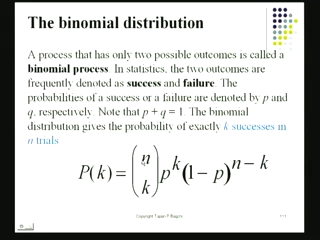 The binomial distribution
A process that has only two possible outcomes is called a
binomial process. In statistics, the two outcomes are
frequently denoted as success and failure. The
probabilities of a success or a failure are denoted by p and
q, respectively. Note that p + q = 1. The binomial
distribution gives the probability of exactly k successes in
n trials
P(k) = (n k) p^k (1 − p)^(n − k)